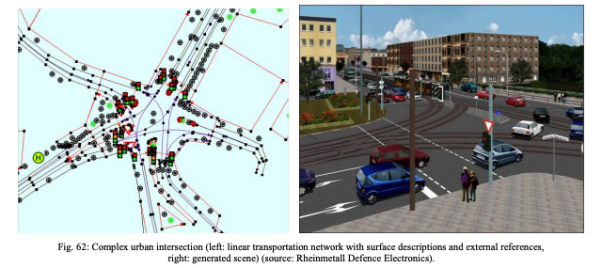 H
Fig. 62: Complex urban intersection (left: linear transportation network with surface descriptions and external references,
right: generated scene) (source: Rheinmetall Defence Electronics).